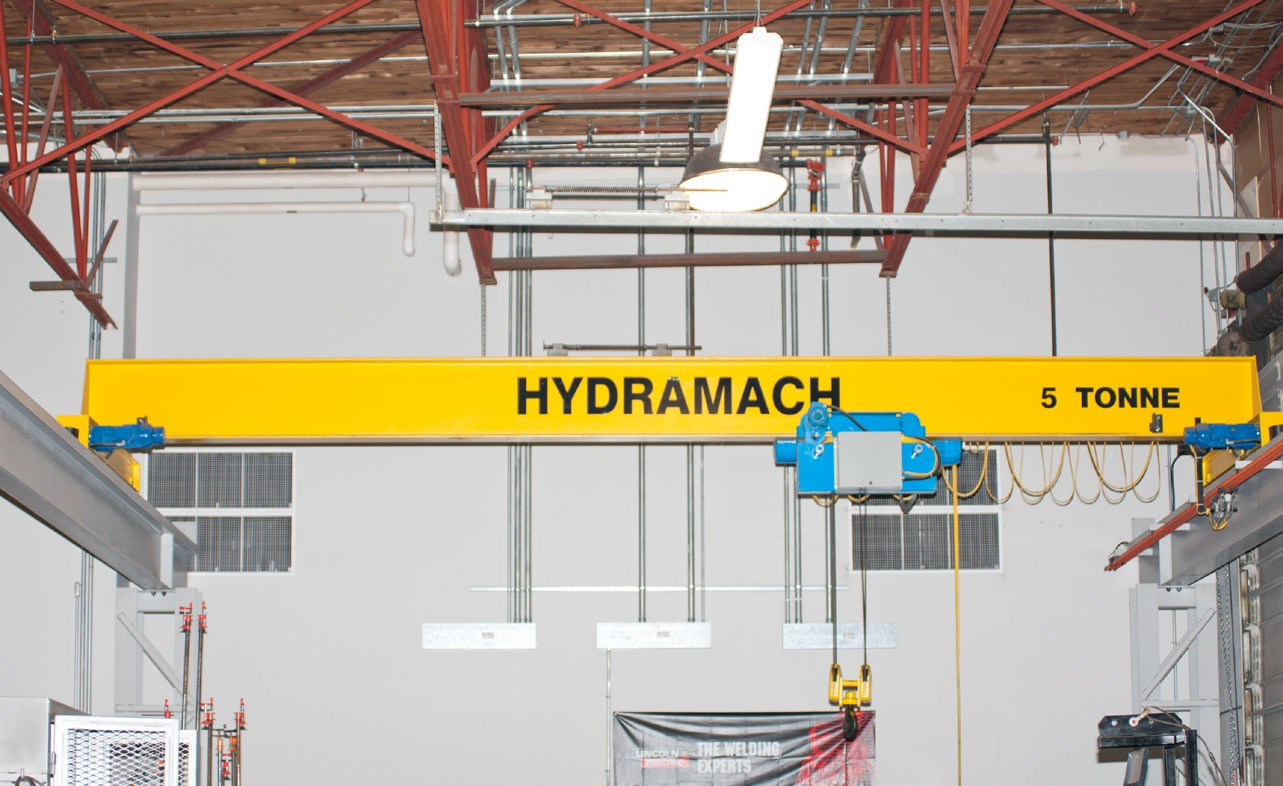 HYDRAMACH
5 TONNE
LINCOLN
THE WELDING
EXPERTS